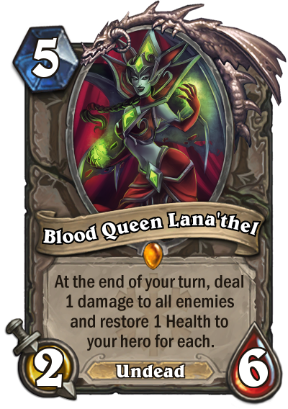 5
Blood Queen Lana'thel
At the end of your turn, deal
1 damage to all enemies
and restore 1 Health to
your hero for each.
2
Undead
6